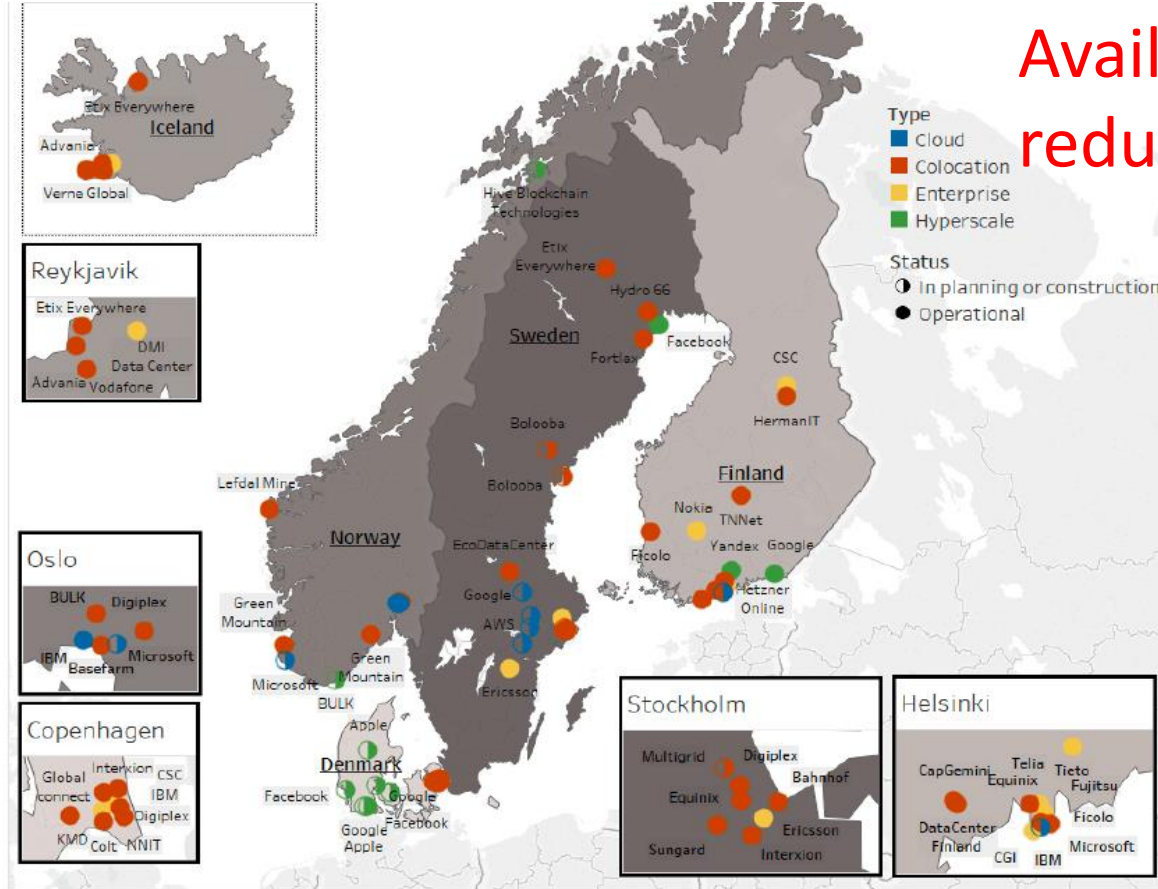 Avail
redu
Type
Cloud
Colocation
Enterprise
Hyperscale
Status
In planning or construction
Operational
Etix Everywhere
Iceland
Advania
Verne Global
Reykjavik
Etix Everywhere
DMI
Data Center
Advania
Vodafone
Hive Blockchain
Technologies
Etix
Everywhere
Hydro 66
Sweden
Facebook
Fortlax
CSC
HermanIT
Bolooba
Bolooba
Finland
Lefdal Mine
Nokia
TNNet
Norway
Ficolo
Yandex
Google
EcoDataCenter
Hetzner
Online
Google
AWS
Green
Mountain
Green
Mountain
Microsoft
Ericsson
BULK
Apple
Denmark
Facebook
Google
Facebook
Google
Apple
Oslo
BULK
Digiplex
IBM
Basefarm
Microsoft
Copenhagen
Interxion
CSC
Global
connect
IBM
Digiplex
KMD
Colt
NNIT
Stockholm
Multigrid
Digiplex
Bahnhof
Equinix
Ericsson
Sungard
Interxion
Helsinki
CapGemini
Telia
Equinix
Tieto
Fujitsu
Ficolo
DataCenter
Finland
CGI
IBM
Microsoft